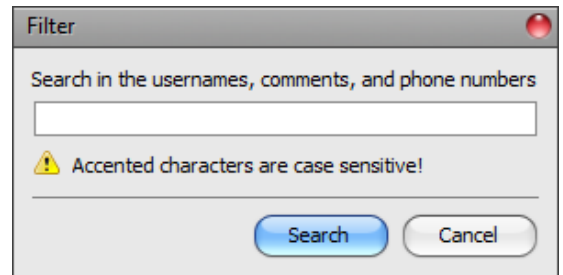 Filter
Search in the usernames, comments, and phone numbers
Accented characters are case sensitive!
Search Cancel